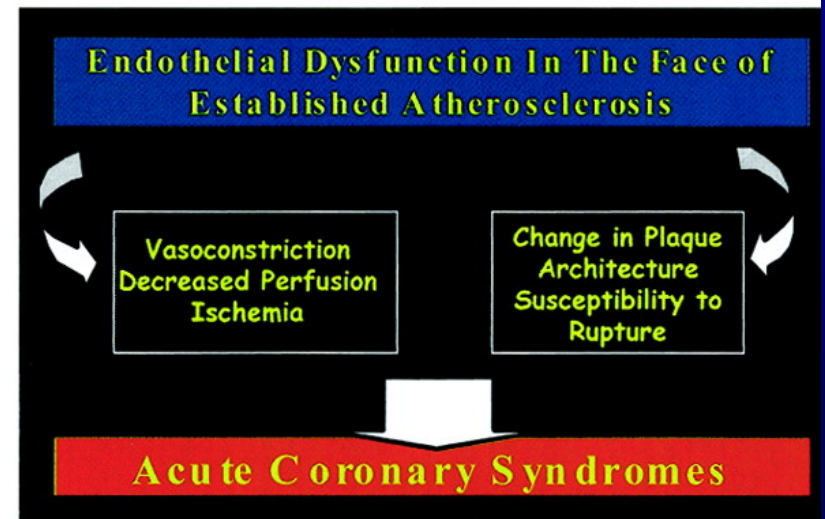 Endothelial Dysfunction In The Face of
Established Atherosclerosis
Vasoconstriction
Decreased Perfusion
Ischemia
Change in Plaque
Architecture
Susceptibility to
Rupture
Acute Coronary Syndromes